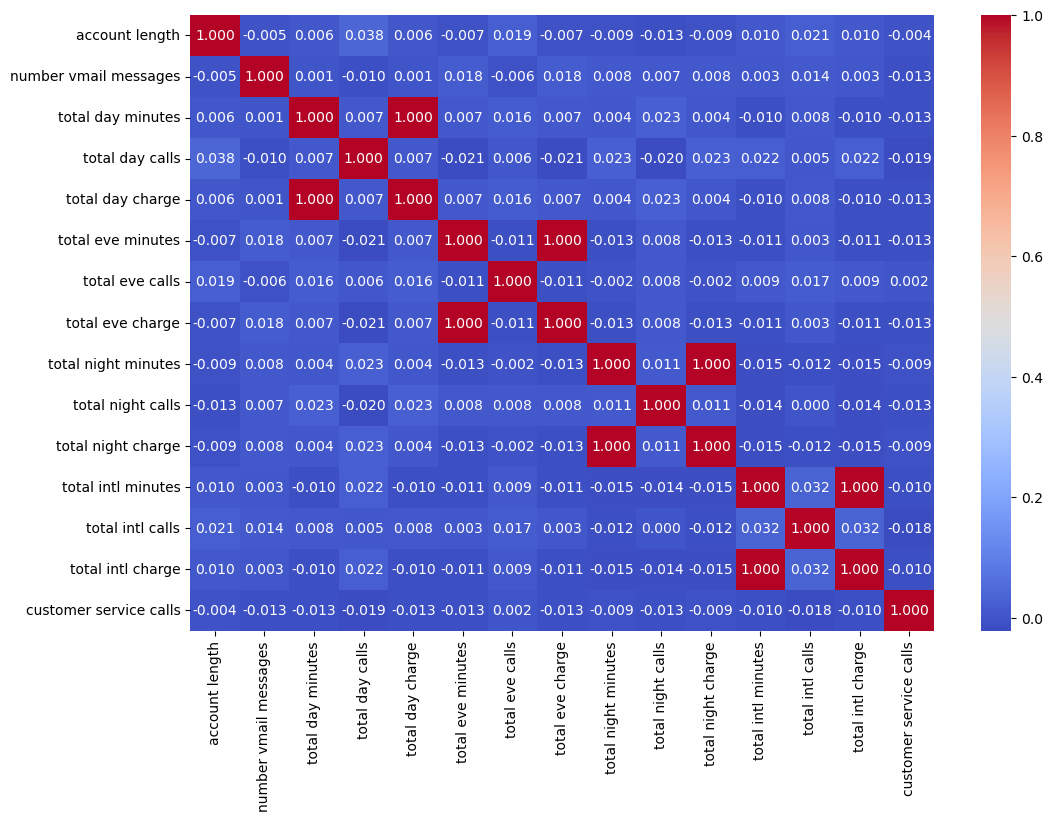 account length 1.000 -0.005 0.006 0.038 0.006 -0.007 0.019 -0.007 -0.009 -0.013 -0.009 0.010 0.021 0.010 -0.004
number vmail messages -0.005 1.000 0.001 -0.010 0.001 0.018 -0.006 0.018 0.008 0.007 0.008 0.003 0.014 0.003 -0.013
total day minutes 0.006 0.001 1.000 0.007 1.000 0.007 0.016 0.007 0.004 0.023 0.004 -0.010 0.008 -0.010 -0.013
total day calls 0.038 -0.010 0.007 1.000 0.007 -0.021 0.006 -0.021 0.023 -0.020 0.023 0.022 0.005 0.022 -0.019
total day charge 0.006 0.001 1.000 0.007 1.000 0.007 0.016 0.007 0.004 0.023 0.004 -0.010 0.008 -0.010 -0.013
total eve minutes -0.007 0.018 0.007 -0.021 0.007 1.000 -0.011 1.000 -0.013 0.008 -0.013 -0.011 0.003 -0.011 -0.013
total eve calls 0.019 -0.006 0.016 0.006 0.016 -0.011 1.000 -0.011 -0.002 0.008 -0.002 0.009 0.017 0.009 0.002
total eve charge -0.007 0.018 0.007 -0.021 0.007 1.000 -0.011 1.000 -0.013 0.008 -0.013 -0.011 0.003 -0.011 -0.013
total night minutes -0.009 0.008 0.004 0.023 0.004 -0.013 -0.002 -0.013 1.000 0.011 1.000 -0.015 -0.012 -0.015 -0.009
total night calls -0.013 0.007 0.023 -0.020 0.023 0.008 0.008 0.008 0.011 1.000 0.011 -0.014 0.000 -0.014 -0.013
total night charge -0.009 0.008 0.004 0.023 0.004 -0.013 -0.002 -0.013 1.000 0.011 1.000 -0.015 -0.012 -0.015 -0.009
total intl minutes 0.010 0.003 -0.010 0.022 -0.010 -0.011 0.009 -0.011 -0.015 -0.014 -0.015 1.000 0.032 1.000 -0.010
total intl calls 0.021 0.014 0.008 0.005 0.008 0.003 0.017 0.003 -0.012 0.000 -0.012 0.032 1.000 0.032 -0.018
total intl charge 0.010 0.003 -0.010 0.022 -0.010 -0.011 0.009 -0.011 -0.015 -0.014 -0.015 1.000 0.032 1.000 -0.010
customer service calls -0.004 -0.013 -0.013 -0.019 -0.013 -0.013 0.002 -0.013 -0.009 -0.013 -0.009 -0.010 -0.018 -0.010 1.000
account length
number vmail messages
total day minutes
total day calls
total day charge
total eve minutes
total eve calls
total eve charge
total night minutes
total night calls
total night charge
total intl minutes
total intl calls
total intl charge
customer service calls
1.0
0.8
0.6
0.4
0.2
0.0